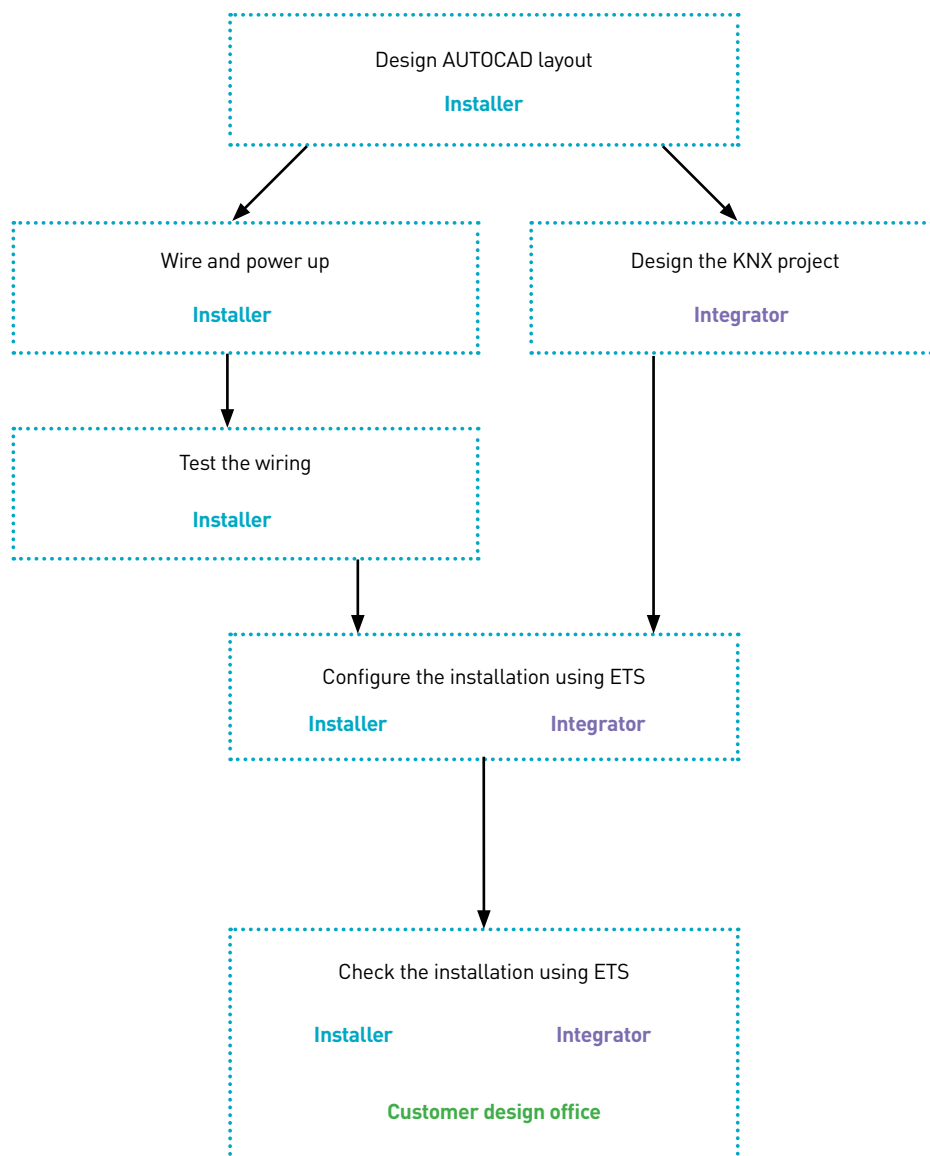 Design AUTOCAD layout
Installer
Wire and power up
Installer
Design the KNX project
Integrator
Test the wiring
Installer
Configure the installation using ETS
Installer Integrator
Check the installation using ETS
Installer Integrator
Customer design office